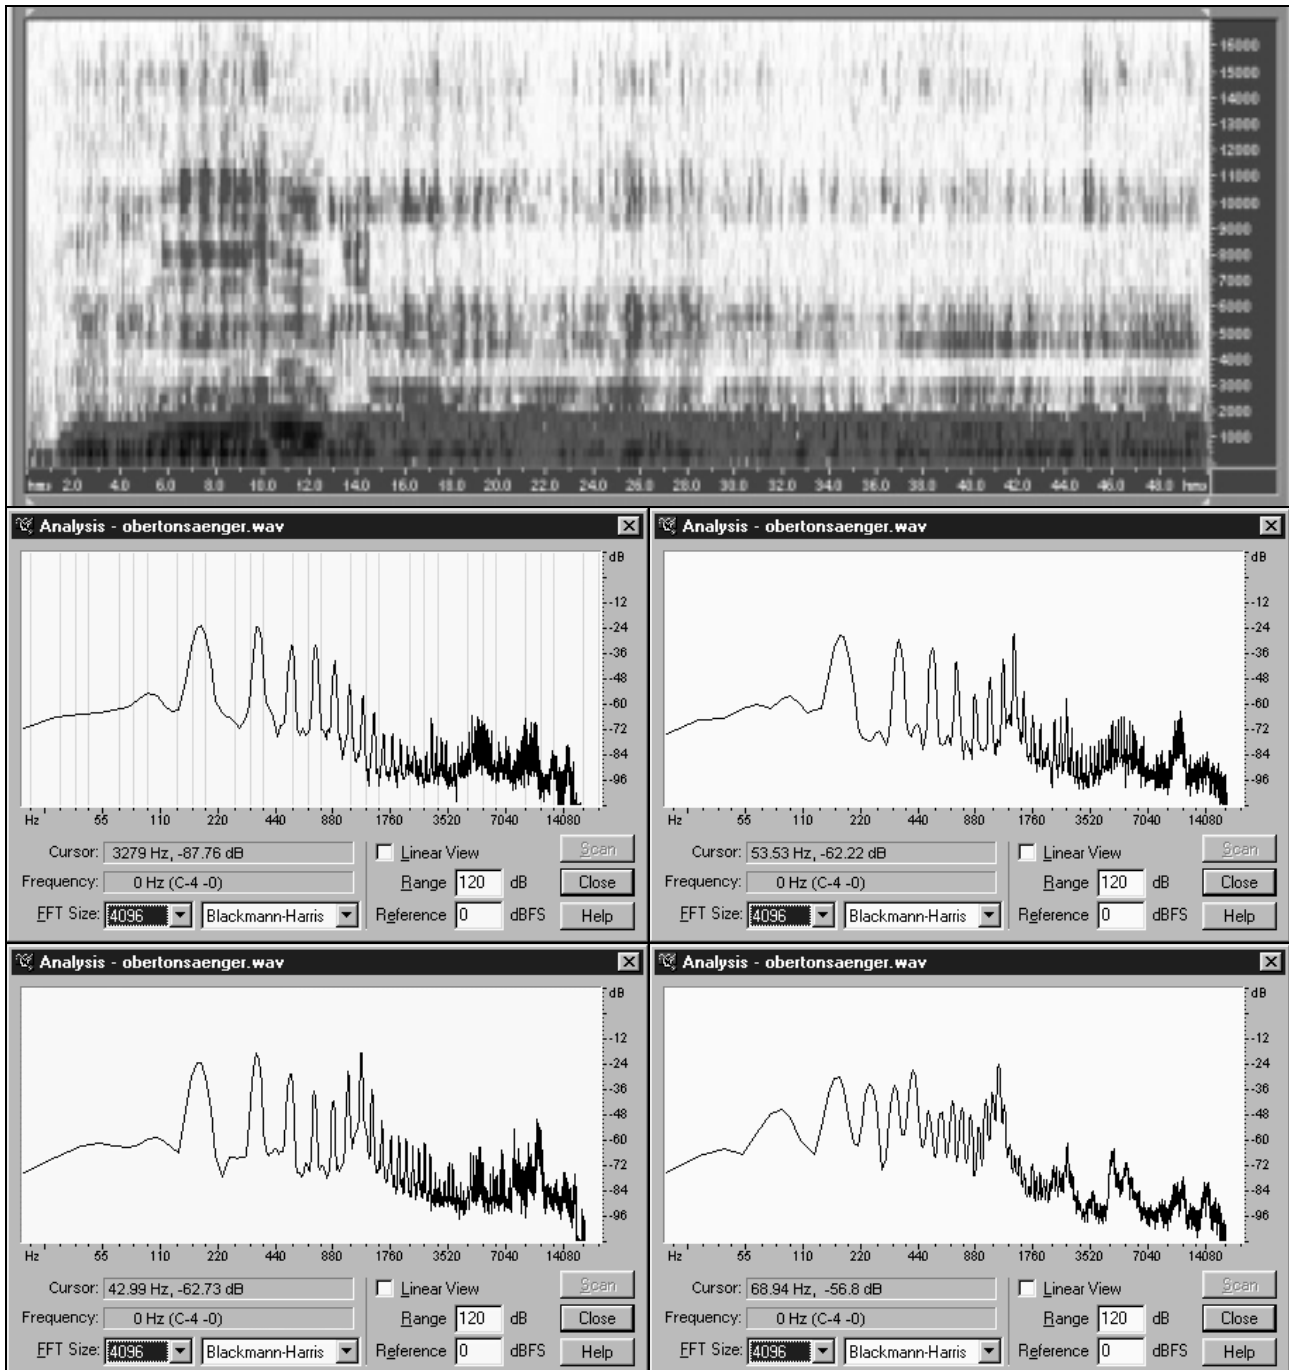 16000
15000
14000
13000
12000
11000
10000
9000
8000
7000
6000
5000
4000
3000
2000
1000
hms 2.0 4.0 6.0 8.0 10.0 12.0 14.0 16.0 18.0 20.0 22.0 24.0 26.0 28.0 30.0 32.0 34.0 36.0 38.0 40.0 42.0 44.0 46.0 48.0 hms
Analysis - obertonsaenger.wav
dB
-12
-24
-36
-48
-60
-72
-84
-96
Hz 55 110 220 440 880 1760 3520 7040 14080
Cursor: 3279 Hz, -87.76 dB Linear View Scan
Frequency: 0 Hz (C-4 -0) Range 120 dB Close
FFT Size: 4096 Blackmann-Harris Reference 0 dBFS Help
Analysis - obertonsaenger.wav
dB
-12
-24
-36
-48
-60
-72
-84
-96
Hz 55 110 220 440 880 1760 3520 7040 14080
Cursor: 53.53 Hz, -62.22 dB Linear View Scan
Frequency: 0 Hz (C-4 -0) Range 120 dB Close
FFT Size: 4096 Blackmann-Harris Reference 0 dBFS Help
Analysis - obertonsaenger.wav
dB
-12
-24
-36
-48
-60
-72
-84
-96
Hz 55 110 220 440 880 1760 3520 7040 14080
Cursor: 42.99 Hz, -62.73 dB Linear View Scan
Frequency: 0 Hz (C-4 -0) Range 120 dB Close
FFT Size: 4096 Blackmann-Harris Reference 0 dBFS Help
Analysis - obertonsaenger.wav
dB
-12
-24
-36
-48
-60
-72
-84
-96
Hz 55 110 220 440 880 1760 3520 7040 14080
Cursor: 68.94 Hz, -56.8 dB Linear View Scan
Frequency: 0 Hz (C-4 -0) Range 120 dB Close
FFT Size: 4096 Blackmann-Harris Reference 0 dBFS Help